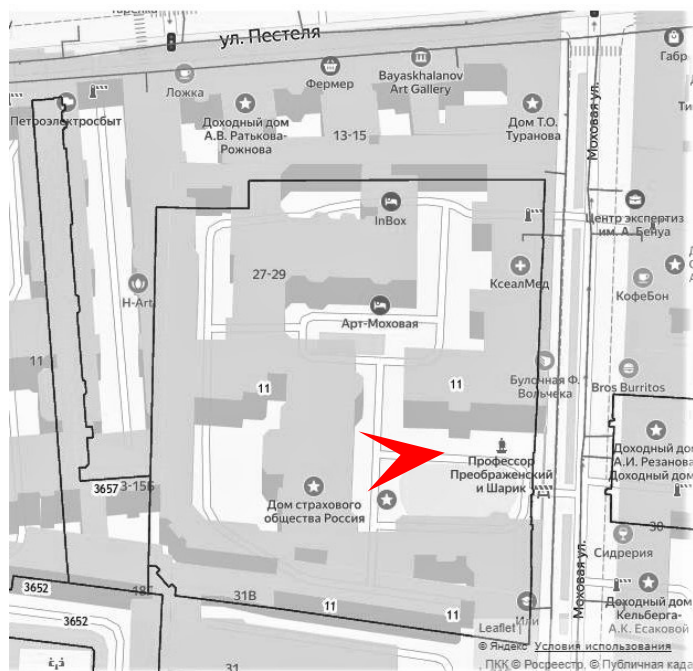 ул. Пестеля
Ложка
Фермер
Bayaskhalanov
Art Gallery
Габр
Петроэлектросбыт
Доходный дом
А.В. Ратькова-
Рожнова
13-15
Дом Т.О.
Туранова
Моховая ул.
InBox
Центр экспертиз
им. А. Бенуа
Н-Art
27-29
КсеалМед
КофеБон
Арт-Моховая
11
11
11
Булочная Ф.
Вольчека
Bros Burritos
Профессор
Преображенский
и Шарик
Доходный дом
А.И. Резанова
Доходный дом
3657
3-15Б
Дом страхового
общества Россия
30
Сидрерия
3652
31В
11
11
Моховая ул.
Или
Доходный дом
Кельберга-
А.К. Есаковой
3652
31
Leaflet |
© Яндекс Условия использования
, ПКК © Росреестр, © Публичная када